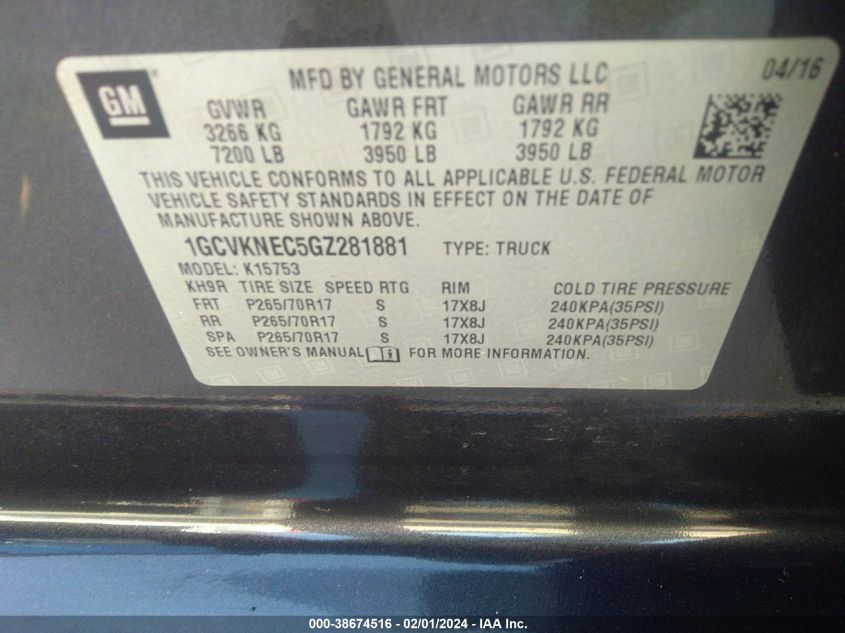 GM
MFD BY GENERAL MOTORS LLC 04/16
GVWR GAWR FRT GAWR RR
3266 KG 1792 KG 1792 KG
7200 LB 3950 LB 3950 LB
THIS VEHICLE CONFORMS TO ALL APPLICABLE U.S. FEDERAL MOTOR
VEHICLE SAFETY STANDARDS IN EFFECT ON THE DATE OF
MANUFACTURE SHOWN ABOVE.
1GCVKNEC5GZ281881 TYPE: TRUCK
MODEL: K15753
KH9R TIRE SIZE SPEED RTG RIM COLD TIRE PRESSURE
FRT P265/70R17 S 17X8J 240KPA(35PSI)
RR P265/70R17 S 17X8J 240KPA(35PSI)
SPA P265/70R17 S 17X8J 240KPA(35PSI)
SEE OWNER'S MANUAL FOR MORE INFORMATION.
000-38674516 - 02/01/2024 - IAA Inc.